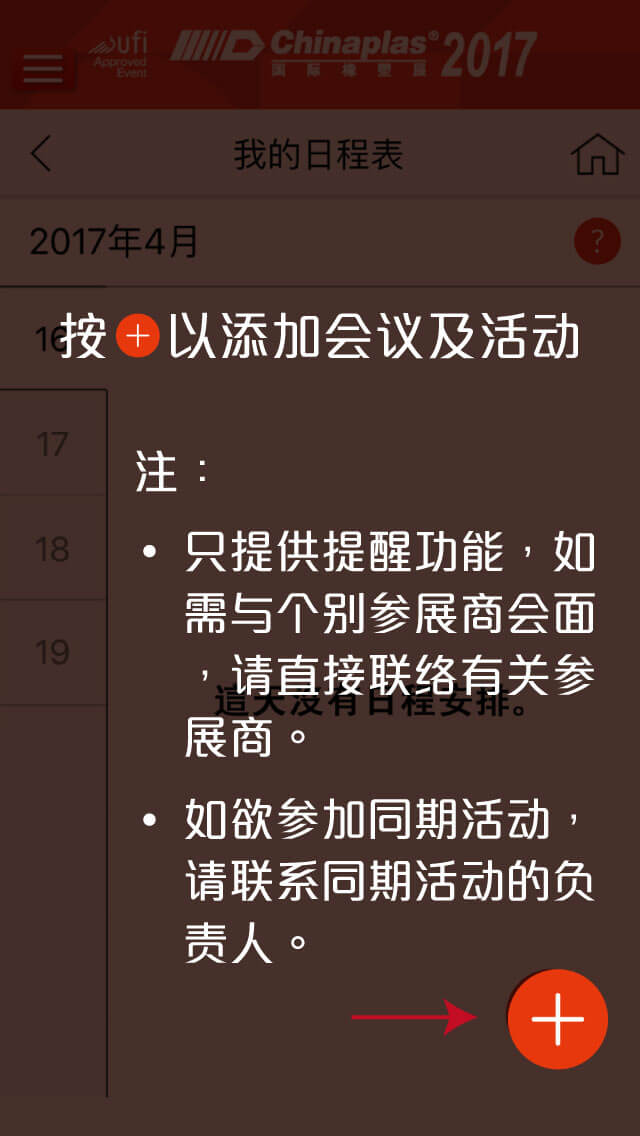 ufi
Approved
Event
Chinaplas® 2017
国际橡塑展
我的日程表
2017年4月
?
16
按+以添加会议及活动
17
18
19
注：
• 只提供提醒功能，如
需与个别参展商会面
，请直接联络有关参
展商。
這天没有日程安排。
• 如欲参加同期活动，
请联系同期活动的负
责人。